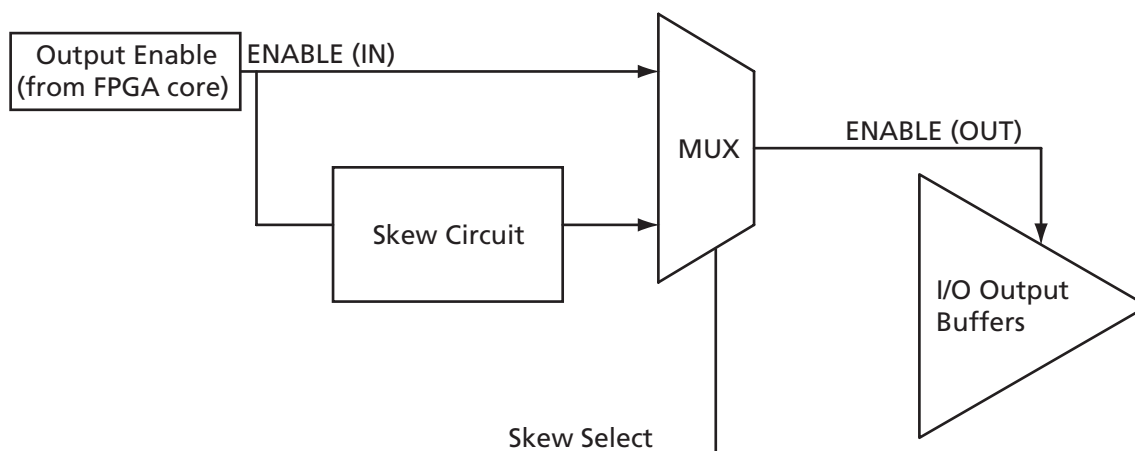 Output Enable
(from FPGA core)
ENABLE (IN)
MUX
ENABLE (OUT)
Skew Circuit
I/O Output
Buffers
Skew Select